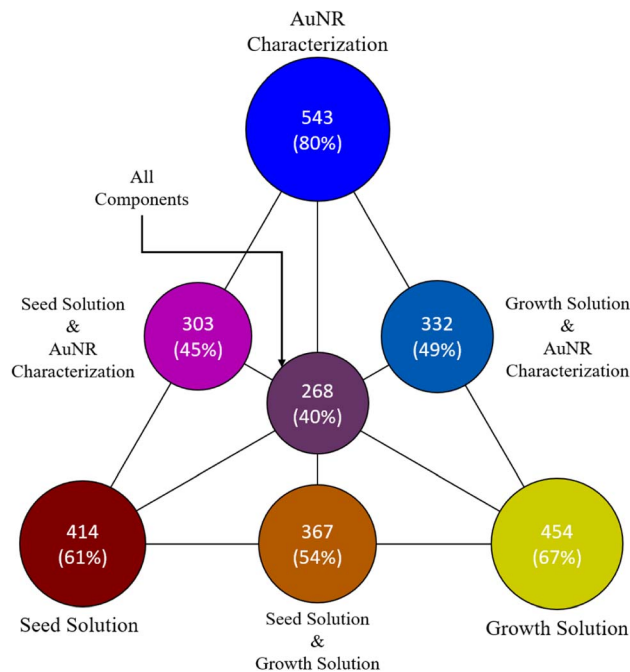 AuNR
Characterization
543
(80%)
All
Components
Seed Solution
&
AuNR
Characterization
303
(45%)
332
(49%)
Growth Solution
&
AuNR
Characterization
268
(40%)
414
(61%)
367
(54%)
454
(67%)
Seed Solution
Seed Solution
&
Growth Solution
Growth Solution